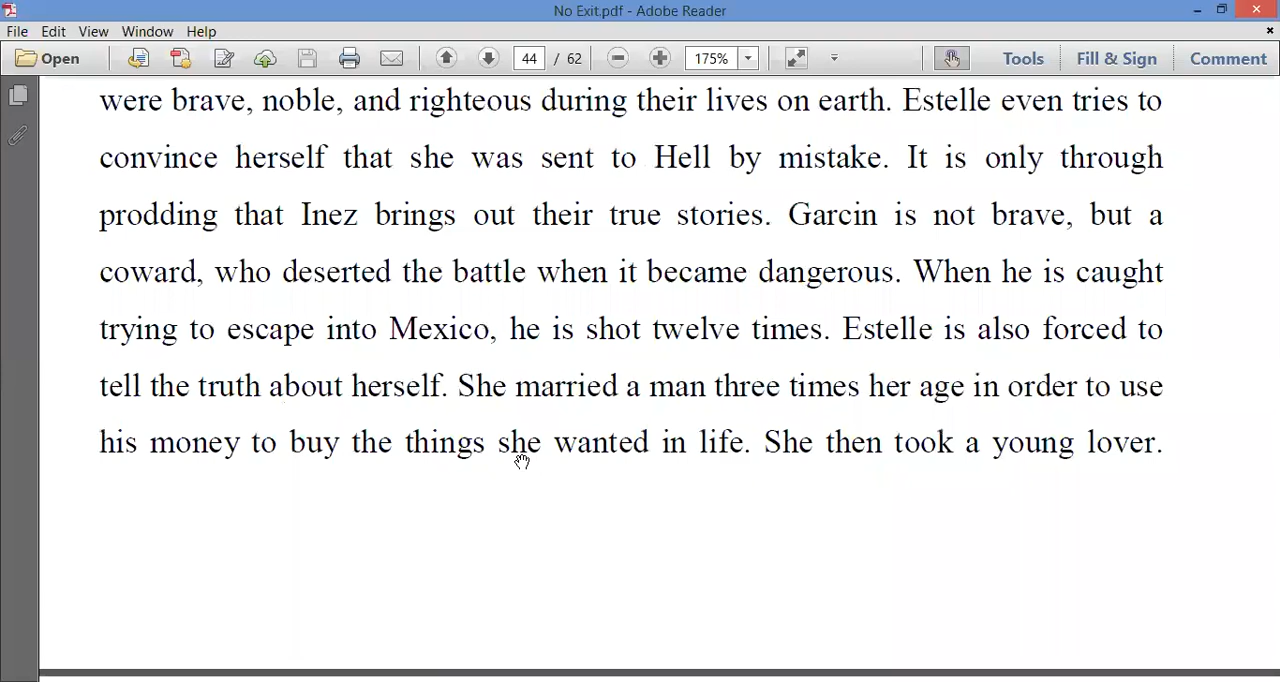 No Exit.pdf - Adobe Reader
File Edit View Window Help
Open 44 / 62 175% Tools Fill & Sign Comment
were brave, noble, and righteous during their lives on earth. Estelle even tries to
convince herself that she was sent to Hell by mistake. It is only through
prodding that Inez brings out their true stories. Garcin is not brave, but a
coward, who deserted the battle when it became dangerous. When he is caught
trying to escape into Mexico, he is shot twelve times. Estelle is also forced to
tell the truth about herself. She married a man three times her age in order to use
his money to buy the things she wanted in life. She then took a young lover.